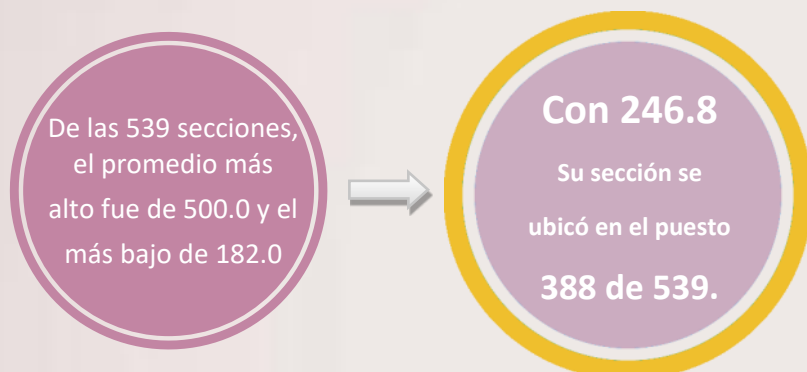 De las 539 secciones,
el promedio más
alto fue de 500.0 y el
más bajo de 182.0
Con 246.8
Su sección se
ubicó en el puesto
388 de 539.